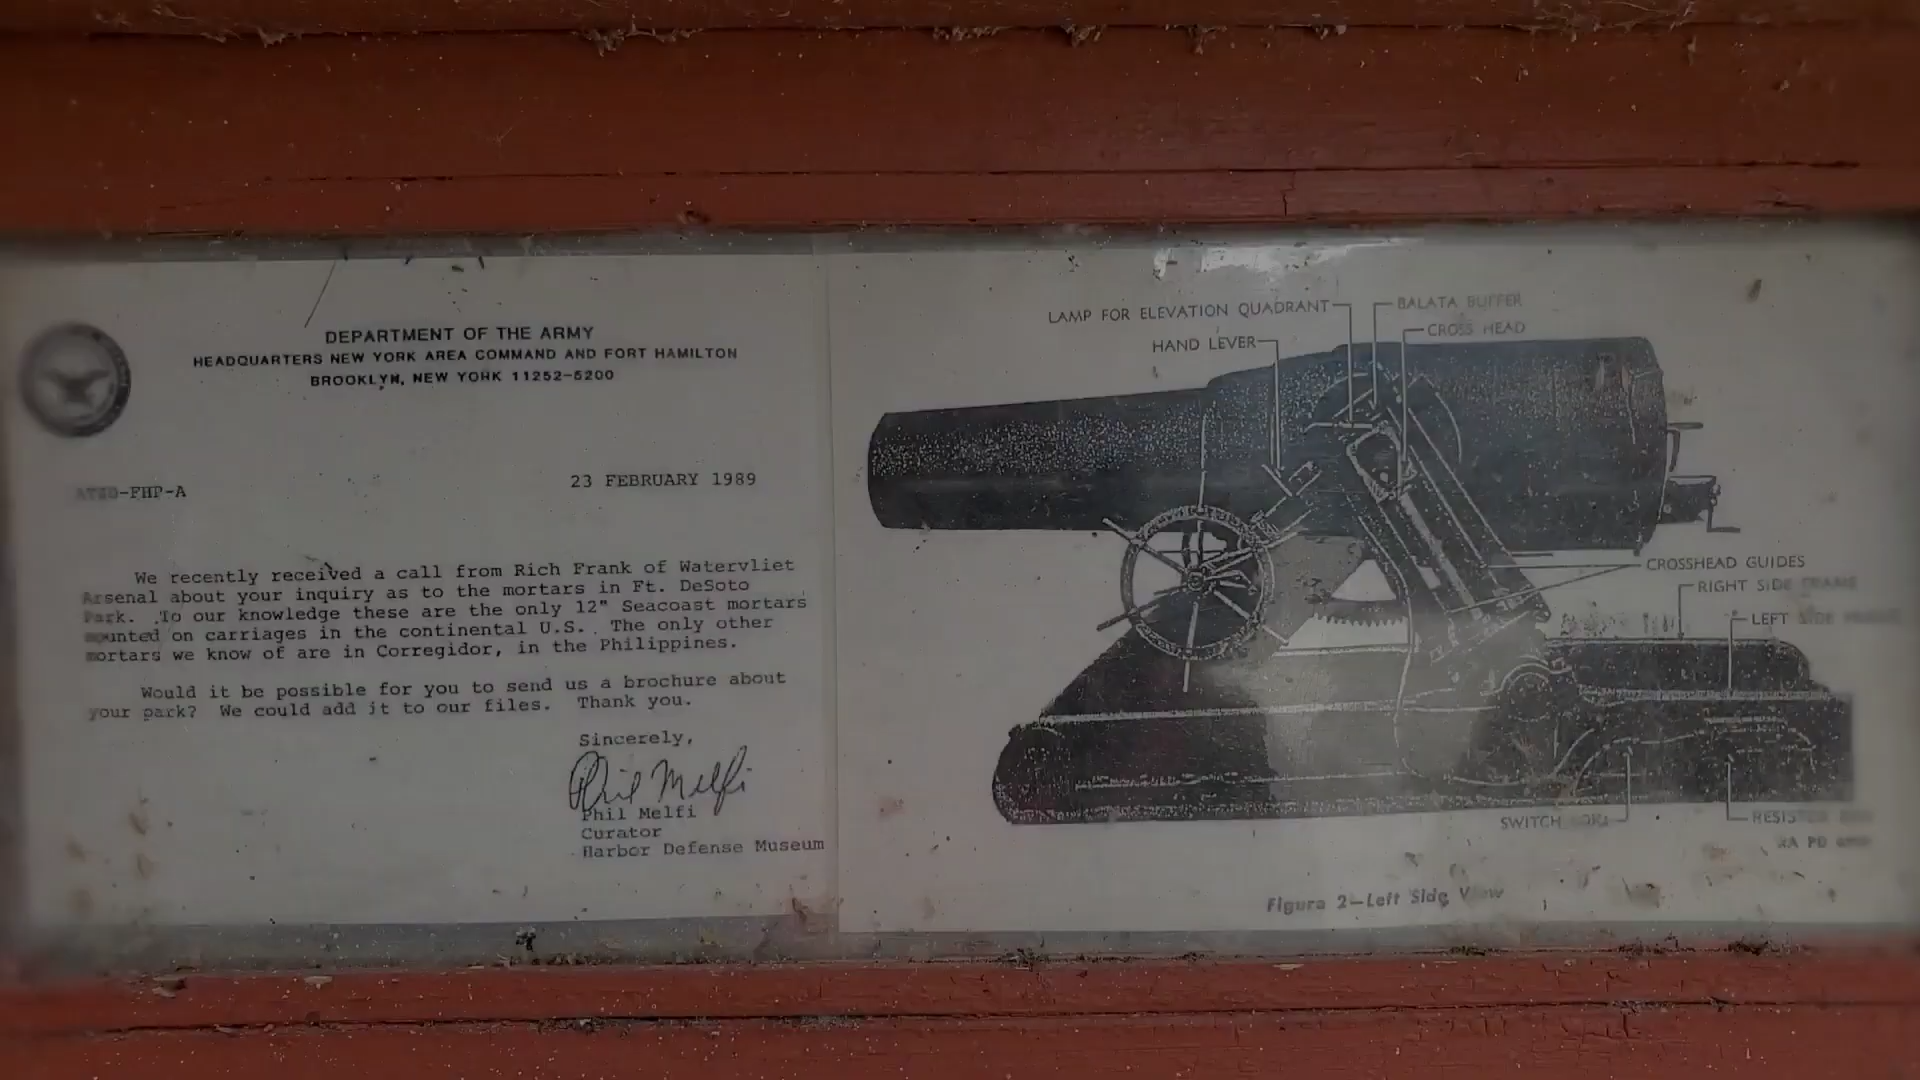 DEPARTMENT OF THE ARMY
HEADQUARTERS NEW YORK AREA COMMAND AND FORT HAMILTON
BROOKLYN, NEW YORK 11252-5200
-FHP-A
23 FEBRUARY 1989
We recently received a call from Rich Frank of Watervliet
Arsenal about your inquiry as to the mortars in Ft. DeSoto
Park. To our knowledge these are the only 12" Seacoast mortars
mounted on carriages in the continental U.S. The only other
mortars we know of are in Corregidor, in the Philippines.
Would it be possible for you to send us a brochure about
your park? We could add it to our files. Thank you.
Sincerely,
Phil Melfi
Phil Melfi
Curator
Harbor Defense Museum
LAMP FOR ELEVATION QUADRANT
BALATA BUFFER
CROSS HEAD
HAND LEVER
CROSSHEAD GUIDES
RIGHT SIDE FRAME
LEFT SIDE
SWITCH
RA PD
Figure 2—Left Side View